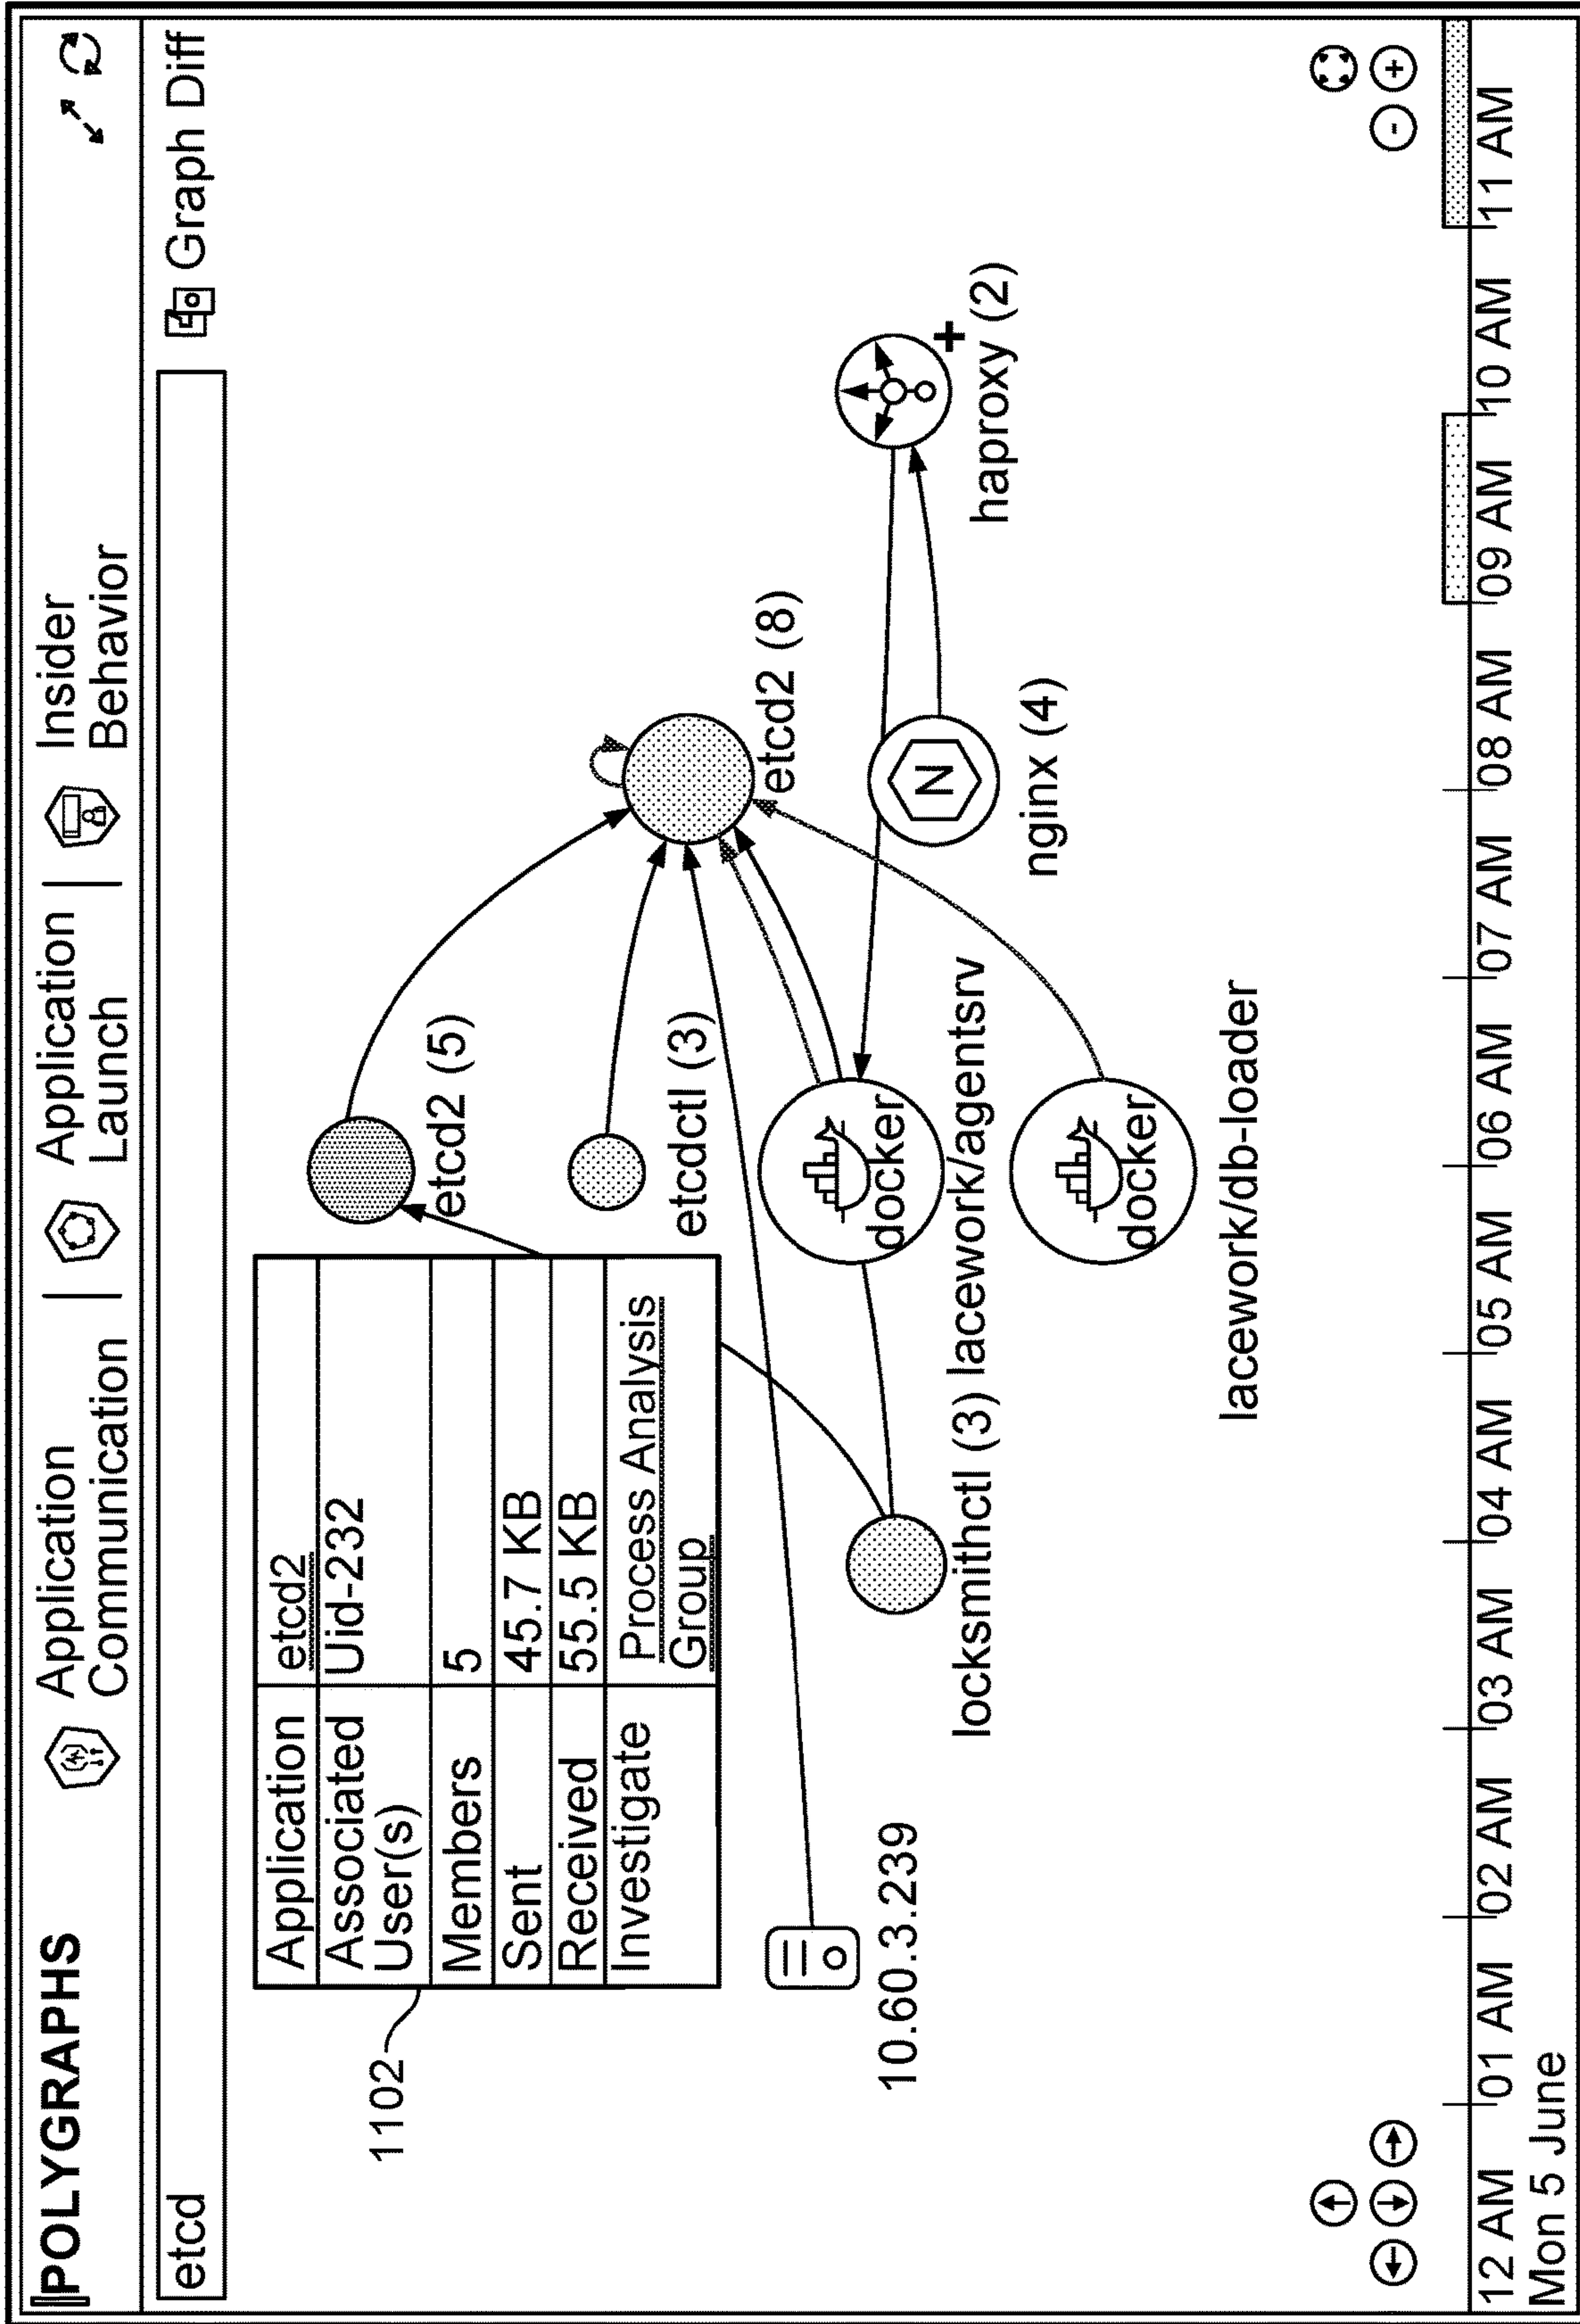 POLYGRAPHS
Application
Communication
Application
Launch
Insider
Behavior
etcd
Graph Diff
Application etcd2
Associated Uid-232
User(s)
Members 5
Sent 45.7 KB
Received 55.5 KB
Investigate Process Analysis
Group
1102
etcd2 (5)
etcdctl (3)
etcd2 (8)
10.60.3.239
locksmithctl (3)
docker
lacework/agentsrv
N
nginx (4)
haproxy (2)
+
docker
lacework/db-loader
- +
12 AM 01 AM 02 AM 03 AM 04 AM 05 AM 06 AM 07 AM 08 AM 09 AM 10 AM 11 AM
Mon 5 June